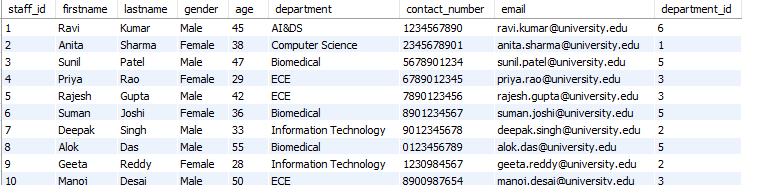 staff_id firstname lastname gender age department contact_number email department_id
1 Ravi Kumar Male 45 AI&DS 1234567890 ravi.kumar@university.edu 6
2 Anita Sharma Female 38 Computer Science 2345678901 anita.sharma@university.edu 1
3 Sunil Patel Male 47 Biomedical 5678901234 sunil.patel@university.edu 5
4 Priya Rao Female 29 ECE 6789012345 priya.rao@university.edu 3
5 Rajesh Gupta Male 42 ECE 7890123456 rajesh.gupta@university.edu 3
6 Suman Joshi Female 36 Biomedical 8901234567 suman.joshi@university.edu 5
7 Deepak Singh Male 33 Information Technology 9012345678 deepak.singh@university.edu 2
8 Alok Das Male 55 Biomedical 0123456789 alok.das@university.edu 5
9 Geeta Reddy Female 28 Information Technology 1230984567 geeta.reddy@university.edu 2
10 Manoj Desai Male 50 ECE 8900987654 manoj.desai@university.edu 3